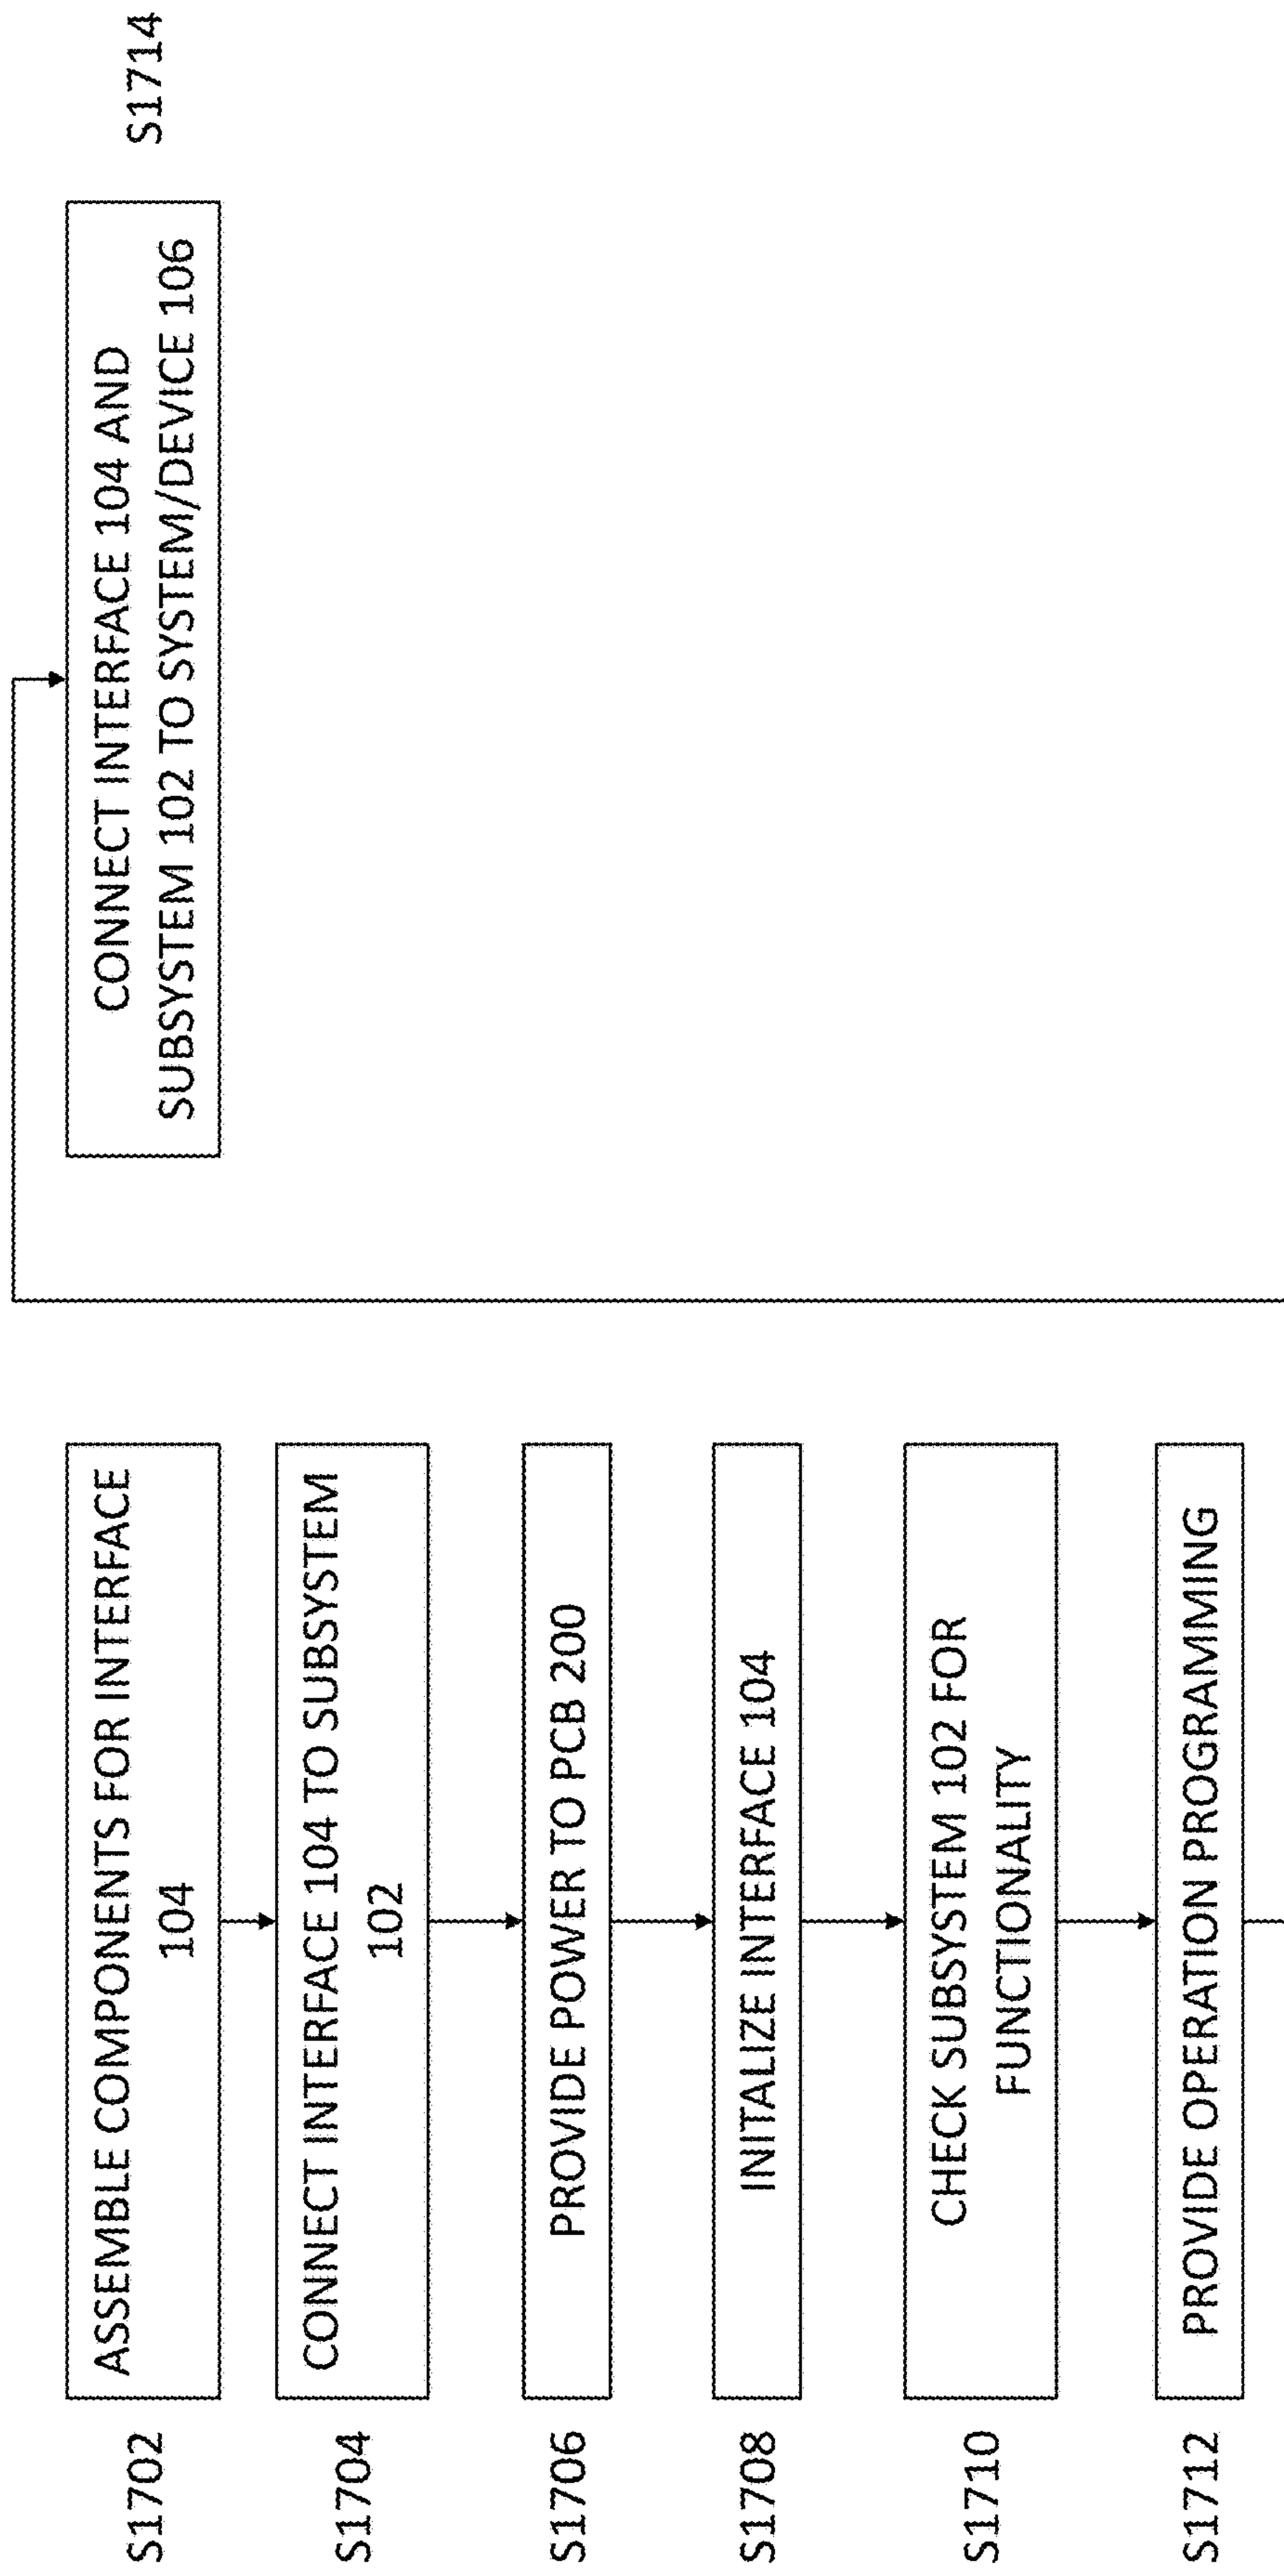 S1702
ASSEMBLE COMPONENTS FOR INTERFACE
104
S1704
CONNECT INTERFACE 104 TO SUBSYSTEM
102
S1706
PROVIDE POWER TO PCB 200
S1708
INITALIZE INTERFACE 104
S1710
CHECK SUBSYSTEM 102 FOR
FUNCTIONALITY
S1712
PROVIDE OPERATION PROGRAMMING
CONNECT INTERFACE 104 AND
SUBSYSTEM 102 TO SYSTEM/DEVICE 106
S1714